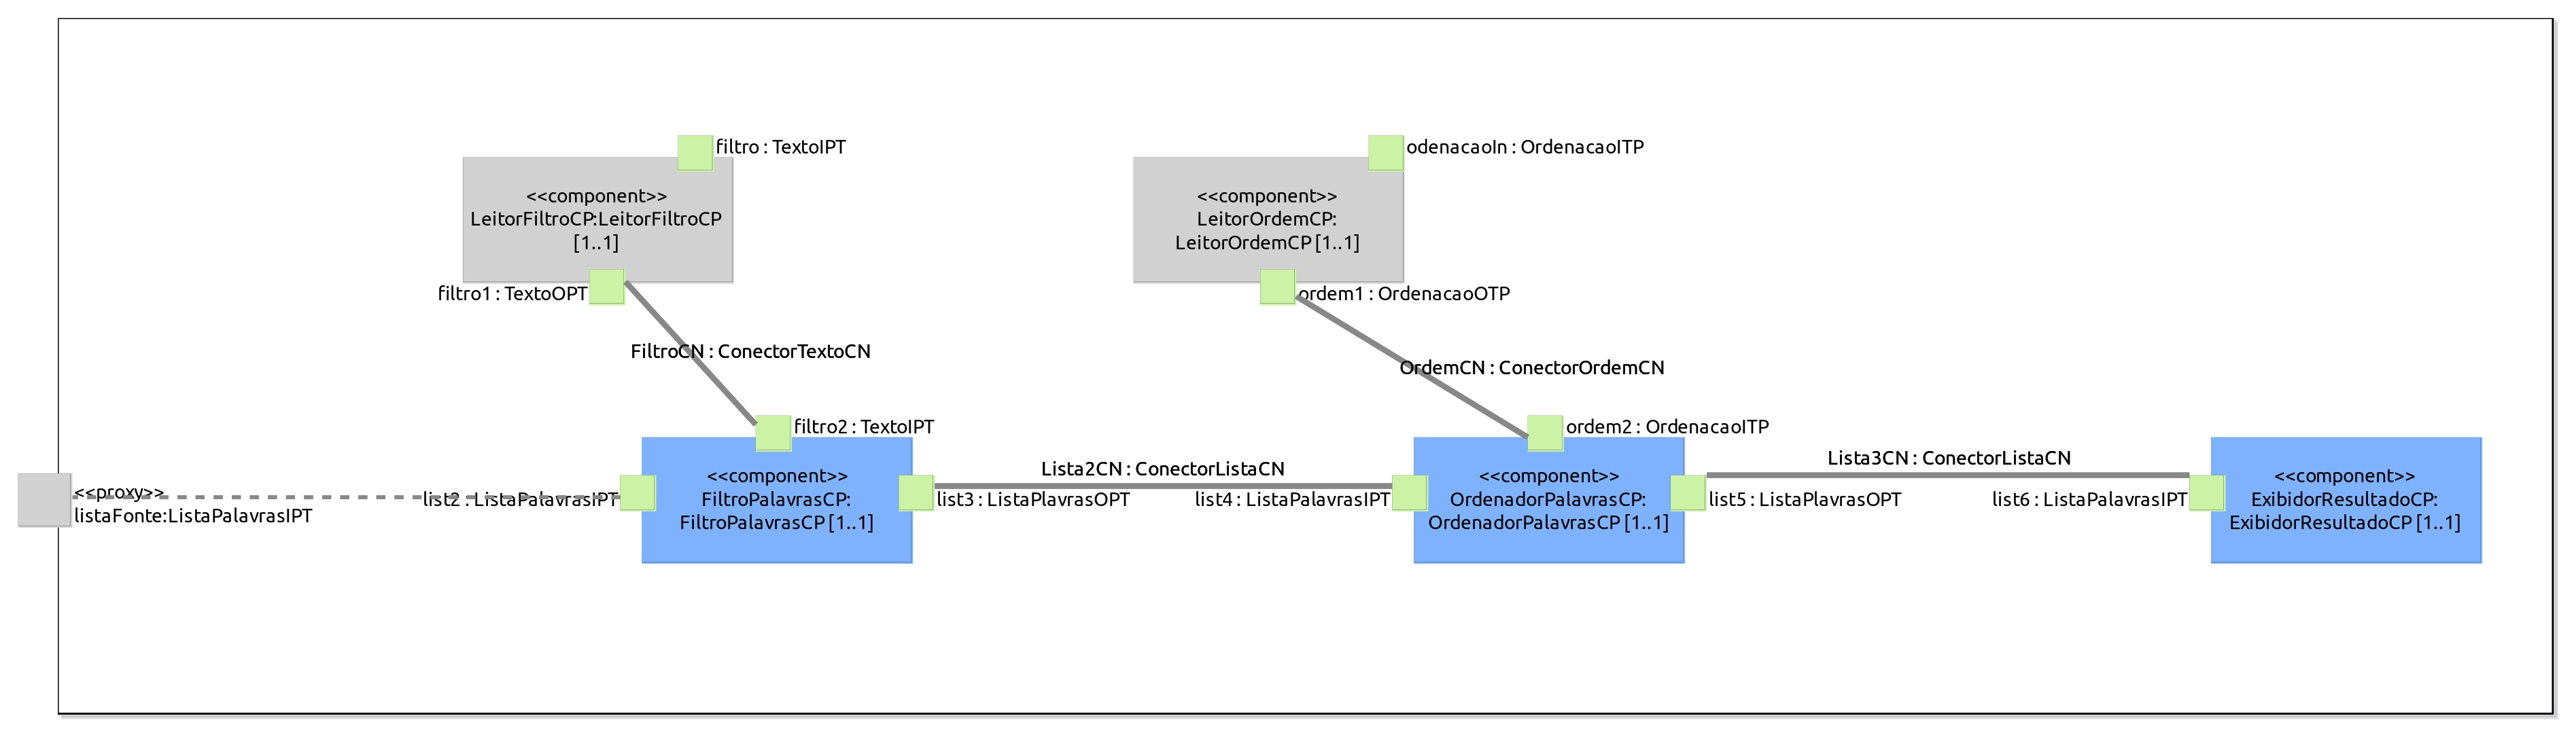 filtro : TextoIPT
<<component>>
LeitorFiltroCP:LeitorFiltroCP
[1..1]
filtro1 : TextoOPT
odenacaoIn : OrdenacaoITP
<<component>>
LeitorOrdemCP:
LeitorOrdemCP [1..1]
ordem1 : OrdenacaoOTP
FiltroCN : ConectorTextoCN
OrdemCN : ConectorOrdemCN
<<proxy>>
listaFonte:ListaPalavrasIPT
list2 : ListaPalavrasIPT
filtro2 : TextoIPT
<<component>>
FiltroPalavrasCP:
FiltroPalavrasCP [1..1]
list3 : ListaPlavrasOPT
Lista2CN : ConectorListaCN
list4 : ListaPalavrasIPT
ordem2 : OrdenacaoITP
<<component>>
OrdenadorPalavrasCP:
OrdenadorPalavrasCP [1..1]
list5 : ListaPlavrasOPT
Lista3CN : ConectorListaCN
list6 : ListaPalavrasIPT
<<component>>
ExibidorResultadoCP:
ExibidorResultadoCP [1..1]